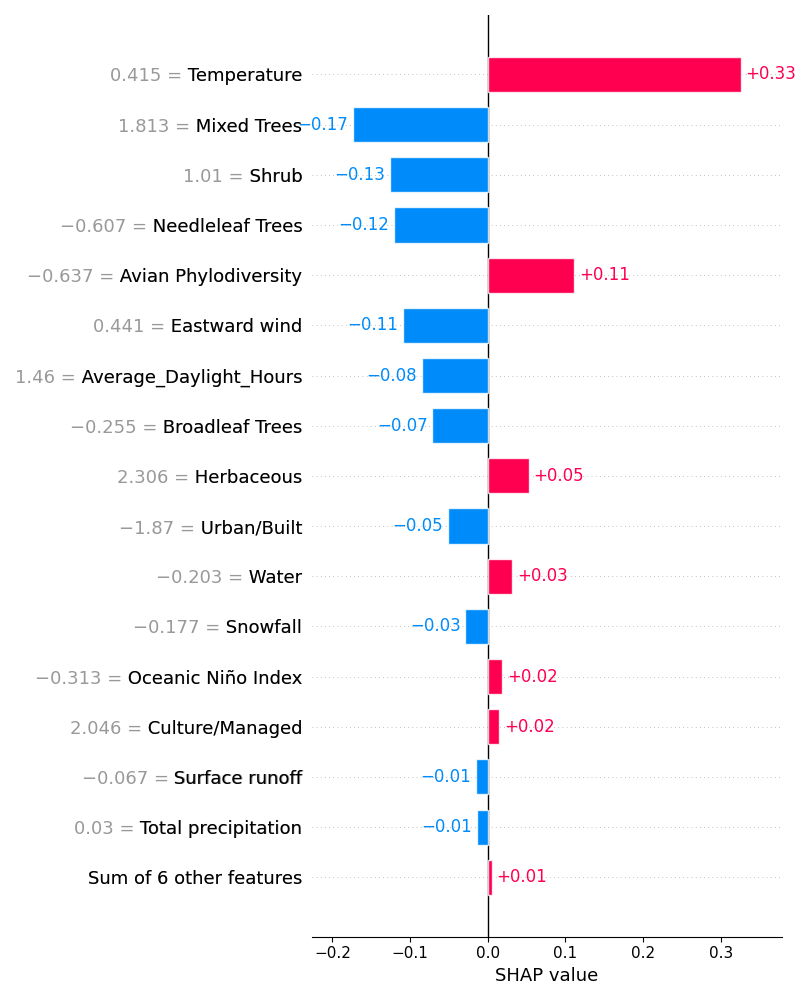 0.415 = Temperature +0.33
1.813 = Mixed Trees −0.17
1.01 = Shrub −0.13
−0.607 = Needleleaf Trees −0.12
−0.637 = Avian Phylodiversity +0.11
0.441 = Eastward wind −0.11
1.46 = Average_Daylight_Hours −0.08
−0.255 = Broadleaf Trees −0.07
2.306 = Herbaceous +0.05
−1.87 = Urban/Built −0.05
−0.203 = Water +0.03
−0.177 = Snowfall −0.03
−0.313 = Oceanic Niño Index +0.02
2.046 = Culture/Managed +0.02
−0.067 = Surface runoff −0.01
0.03 = Total precipitation −0.01
Sum of 6 other features +0.01
−0.2 −0.1 0.0 0.1 0.2 0.3
SHAP value